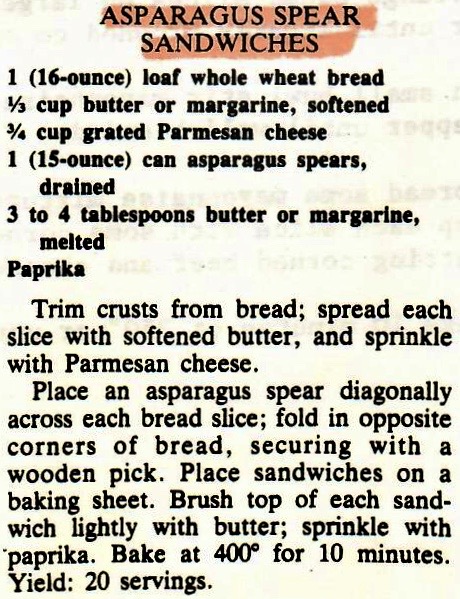 ASPARAGUS SPEAR
SANDWICHES
1 (16-ounce) loaf whole wheat bread
⅓ cup butter or margarine, softened
¾ cup grated Parmesan cheese
1 (15-ounce) can asparagus spears,
drained
3 to 4 tablespoons butter or margarine,
melted
Paprika
Trim crusts from bread; spread each
slice with softened butter, and sprinkle
with Parmesan cheese.
Place an asparagus spear diagonally
across each bread slice; fold in opposite
corners of bread, securing with a
wooden pick. Place sandwiches on a
baking sheet. Brush top of each sand-
wich lightly with butter; sprinkle with
paprika. Bake at 400° for 10 minutes.
Yield: 20 servings.